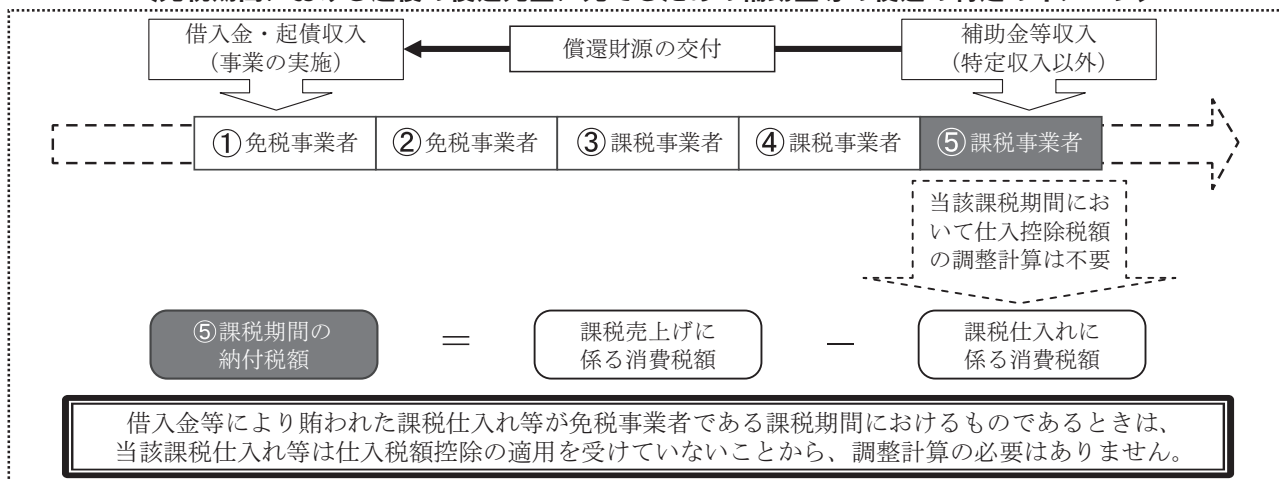 借入金・起債収入
（事業の実施）
償還財源の交付
補助金等収入
（特定収入以外）
①免税事業者
②免税事業者
③課税事業者
④課税事業者
⑤課税事業者
当該課税期間にお
いて仕入控除税額
の調整計算は不要
⑤課税期間の
納付税額
＝
課税売上げに
係る消費税額
－
課税仕入れに
係る消費税額
借入金等により賄われた課税仕入れ等が免税事業者である課税期間におけるものであるときは、
当該課税仕入れ等は仕入税額控除の適用を受けていないことから、調整計算の必要はありません。